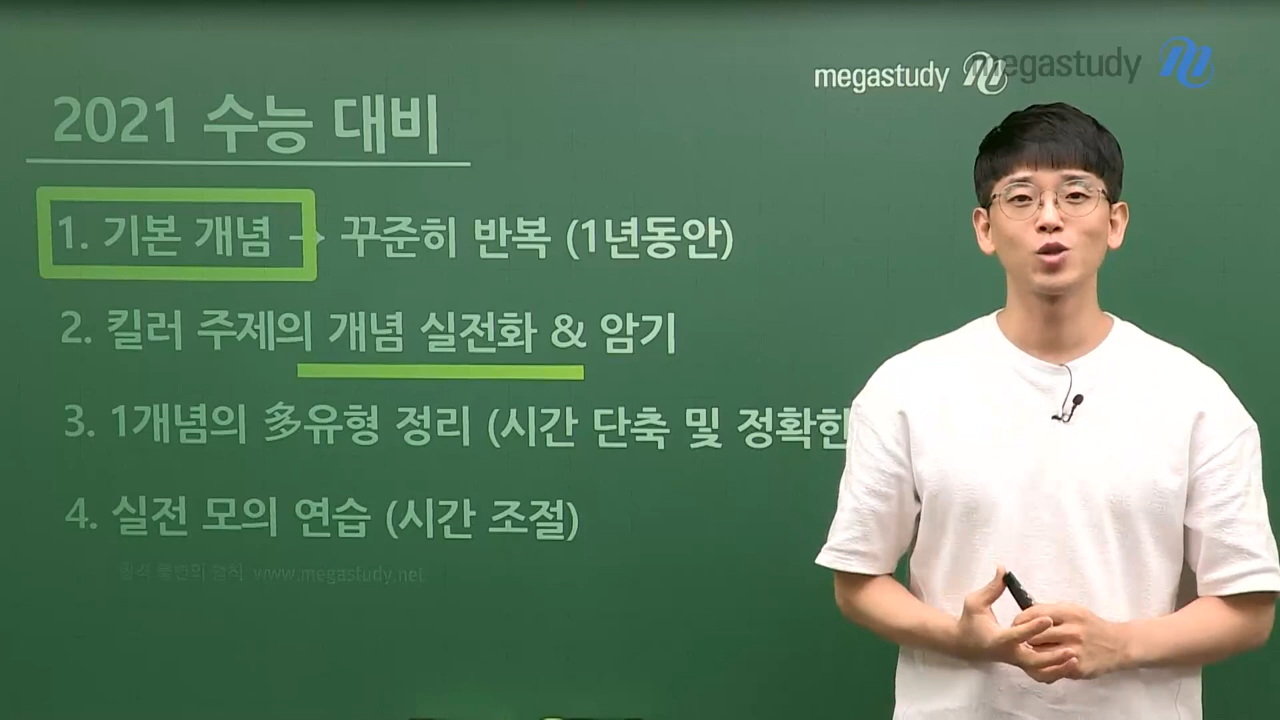 megastudy
megastudy
2021 수능 대비
1. 기본 개념 → 꾸준히 반복 (1년동안)
2. 킬러 주제의 개념 실전화 & 암기
3. 1개념의 多유형 정리 (시간 단축 및 정확한
4. 실전 모의 연습 (시간 조절)
www.megastudy.net